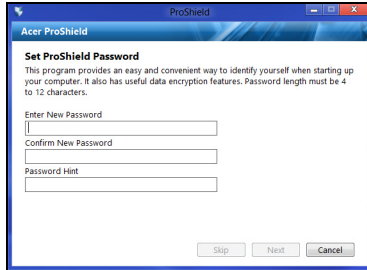 ProShield
Acer ProShield
Set ProShield Password
This program provides an easy and convenient way to identify yourself when starting up
your computer. It also has useful data encryption features. Password length must be 4
to 12 characters.
Enter New Password
Confirm New Password
Password Hint
Skip
Next
Cancel